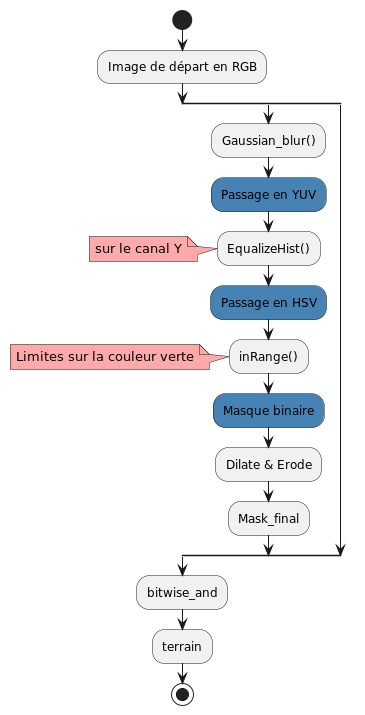 Image de départ en RGB
Gaussian_blur()
Passage en YUV
sur le canal Y
EqualizeHist()
Passage en HSV
Limites sur la couleur verte
inRange()
Masque binaire
Dilate & Erode
Mask_final
bitwise_and
terrain